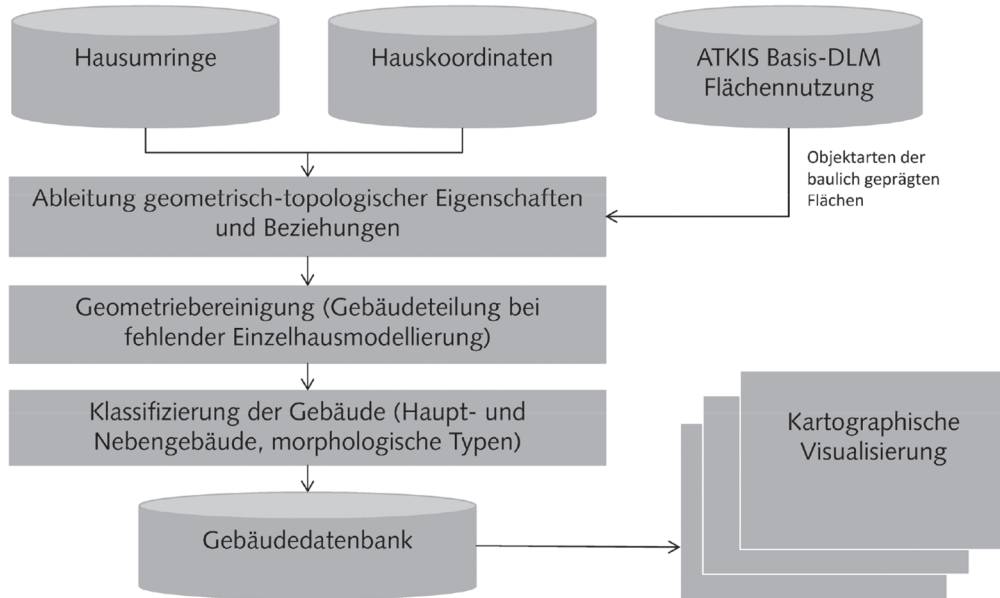 Hausumringe
Hauskoordinaten
ATKIS Basis-DLM
Flächennutzung
Objektarten der
baulich geprägten
Flächen
Ableitung geometrisch-topologischer Eigenschaften
und Beziehungen
Geometriebereinigung (Gebäudeteilung bei
fehlender Einzelhausmodellierung)
Klassifizierung der Gebäude (Haupt- und
Nebengebäude, morphologische Typen)
Kartographische
Visualisierung
Gebäudedatenbank